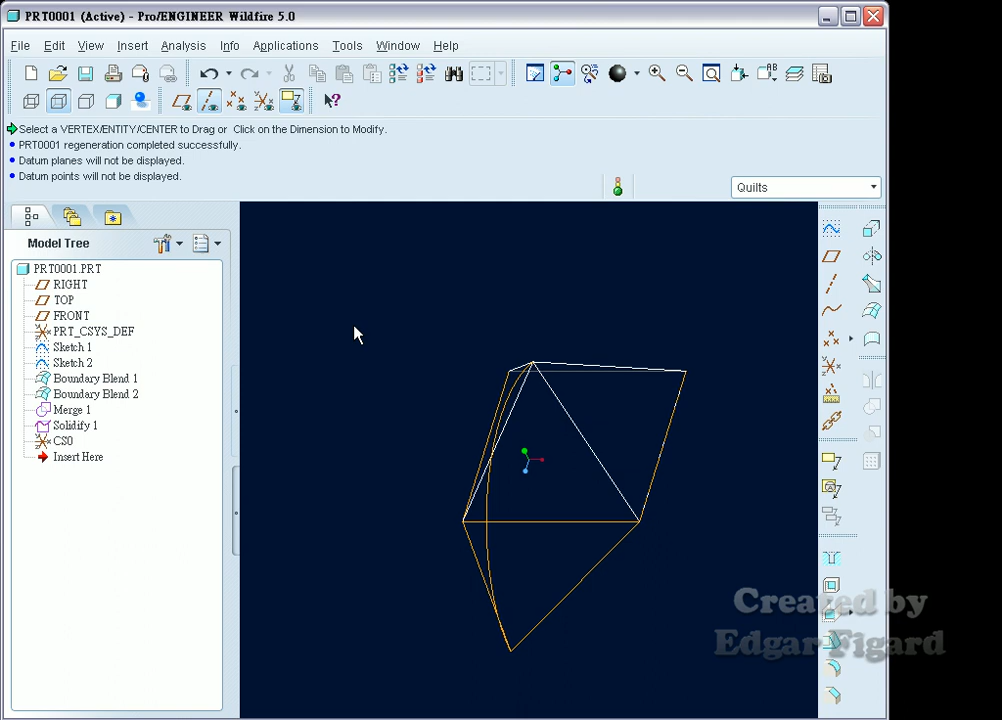 PRT0001 (Active) - Pro/ENGINEER Wildfire 5.0
File Edit View Insert Analysis Info Applications Tools Window Help
Select a VERTEX/ENTITY/CENTER to Drag or Click on the Dimension to Modify.
PRT0001 regeneration completed successfully.
Datum planes will not be displayed.
Datum points will not be displayed.
Quilts
Model Tree
PRT0001.PRT
RIGHT
TOP
FRONT
PRT_CSYS_DEF
Sketch 1
Sketch 2
Boundary Blend 1
Boundary Blend 2
Merge 1
Solidify 1
CS0
Insert Here
Created by
Edgar Figard